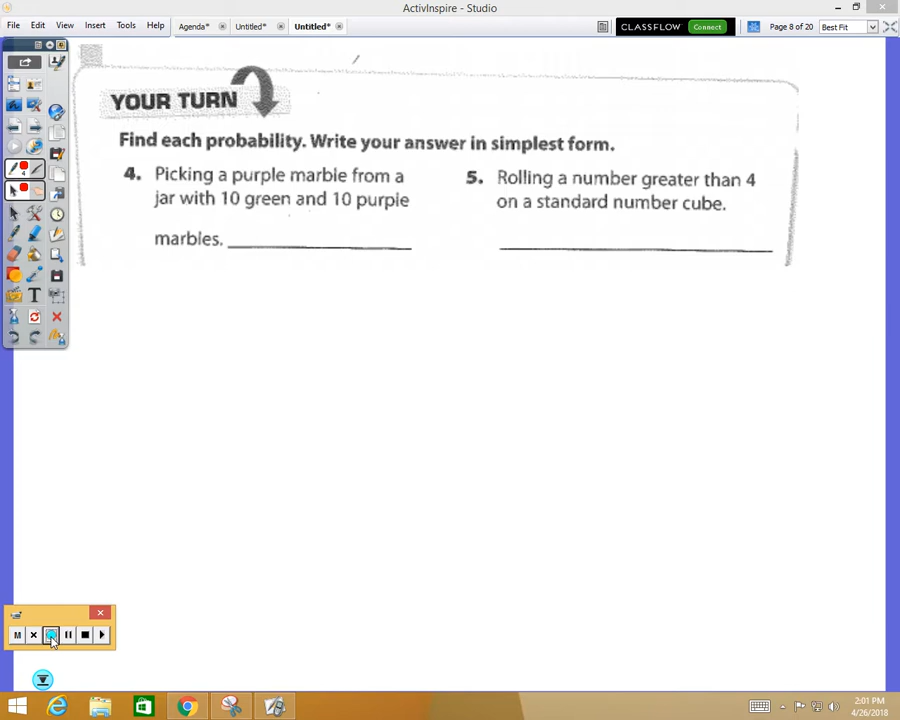 ActivInspire - Studio
File Edit View Insert Tools Help Agenda* Untitled* Untitled* CLASSFLOW Connect Page 8 of 20 Best Fit
YOUR TURN
Find each probability. Write your answer in simplest form.
4. Picking a purple marble from a
jar with 10 green and 10 purple
marbles.
5. Rolling a number greater than 4
on a standard number cube.
4
T
M
2:01 PM
4/26/2018